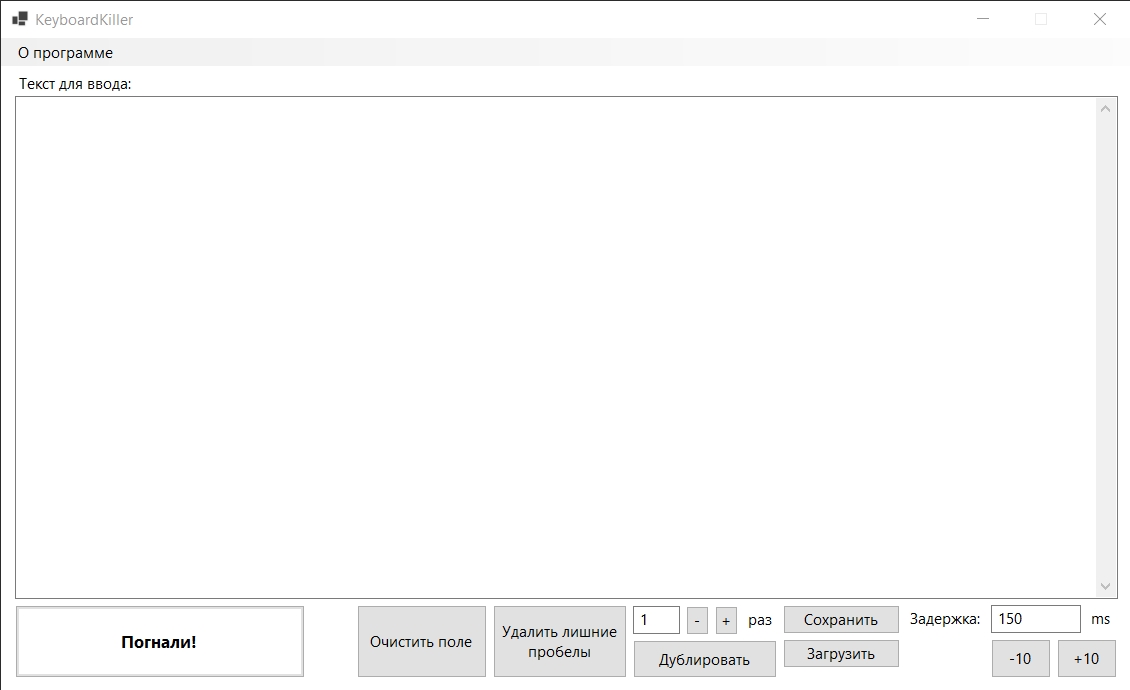 KeyboardKiller
О программе
Текст для ввода:
Погнали!
Очистить поле
Удалить лишние
пробелы
1 - + раз
Дублировать
Сохранить
Загрузить
Задержка: 150 ms
-10 +10